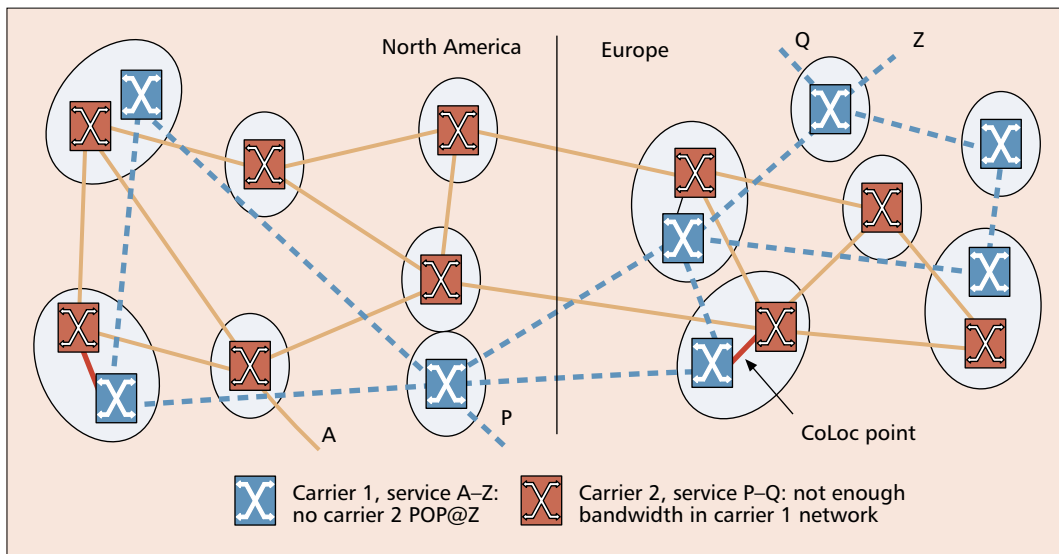 North America
Europe
Q
Z
A
P
CoLoc point
Carrier 1, service A–Z:
no carrier 2 POP@Z
Carrier 2, service P–Q: not enough
bandwidth in carrier 1 network